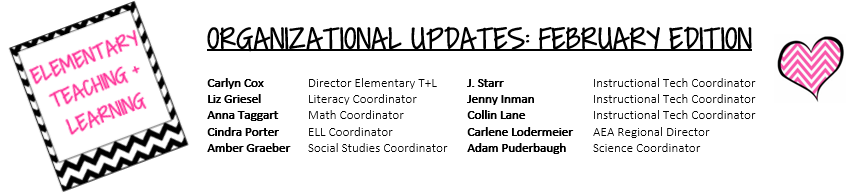 ELEMENTARY
TEACHING +
LEARNING
ORGANIZATIONAL UPDATES: FEBRUARY EDITION
Carlyn Cox Director Elementary T+L J. Starr Instructional Tech Coordinator
Liz Griesel Literacy Coordinator Jenny Inman Instructional Tech Coordinator
Anna Taggart Math Coordinator Collin Lane Instructional Tech Coordinator
Cindra Porter ELL Coordinator Carlene Lodermeier AEA Regional Director
Amber Graeber Social Studies Coordinator Adam Puderbaugh Science Coordinator